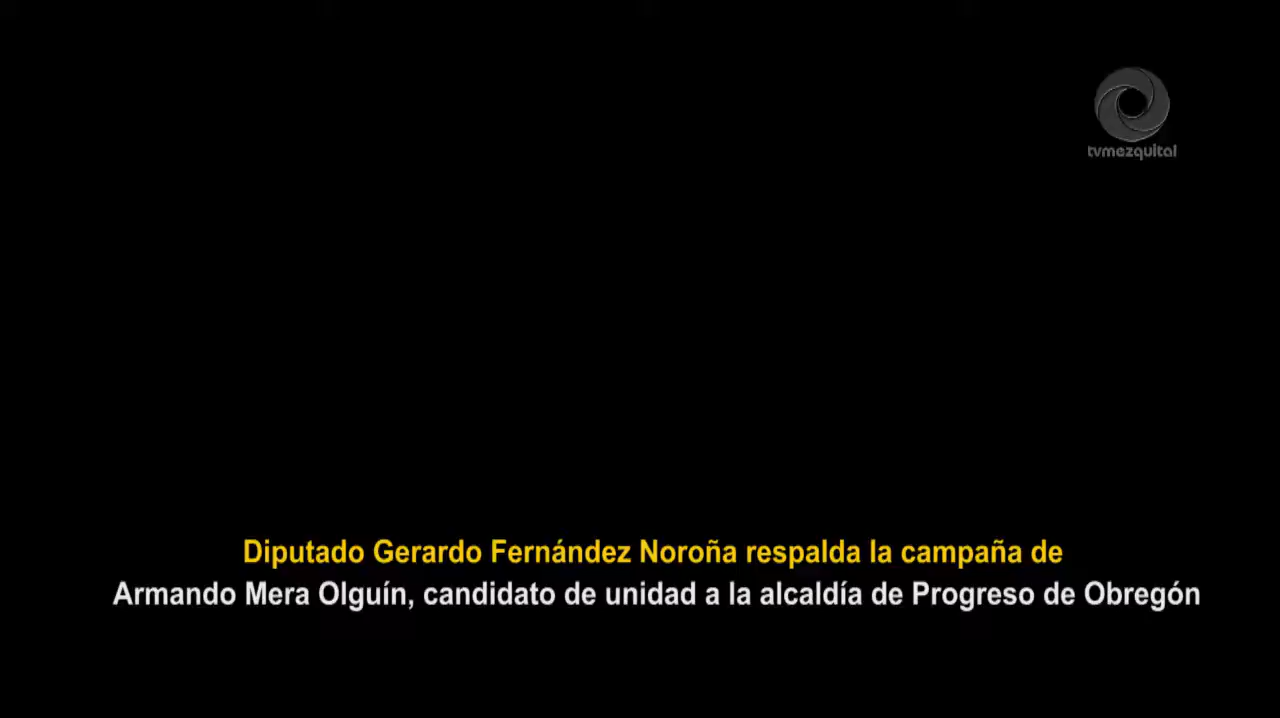 tvmezquital
Diputado Gerardo Fernández Noroña respalda la campaña de
Armando Mera Olguín, candidato de unidad a la alcaldía de Progreso de Obregón